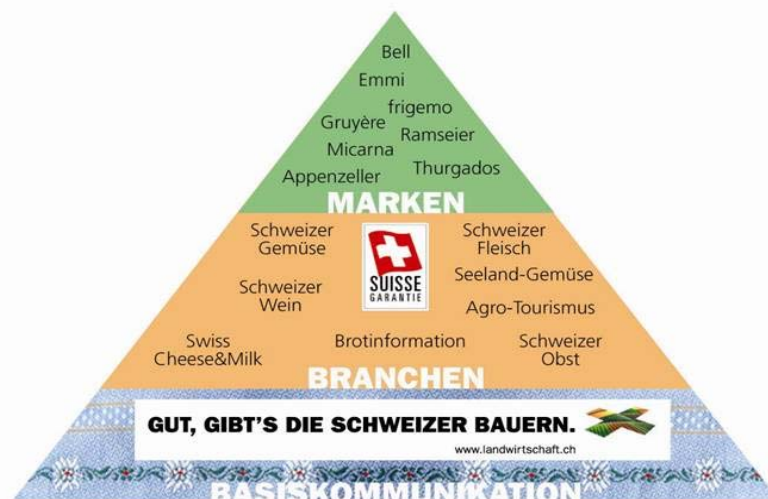 Bell
Emmi
frigemo
Gruyère
Ramseier
Micarna
Thurgados
Appenzeller
MARKEN
Schweizer
Gemüse
SUISSE
GARANTIE
Schweizer
Fleisch
Seeland-Gemüse
Schweizer
Wein
Agro-Tourismus
Swiss
Cheese&Milk
Brotinformation
Schweizer
Obst
BRANCHEN
GUT, GIBT'S DIE SCHWEIZER BAUERN.
www.landwirtschaft.ch
BASISKOMMUNIKATION